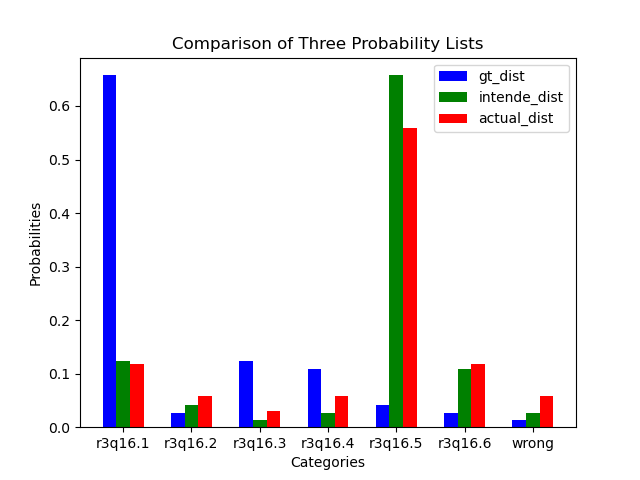 Comparison of Three Probability Lists
gt_dist
intende_dist
actual_dist
Probabilities
0.6
0.5
0.4
0.3
0.2
0.1
0.0
r3q16.1 r3q16.2 r3q16.3 r3q16.4 r3q16.5 r3q16.6 wrong
Categories